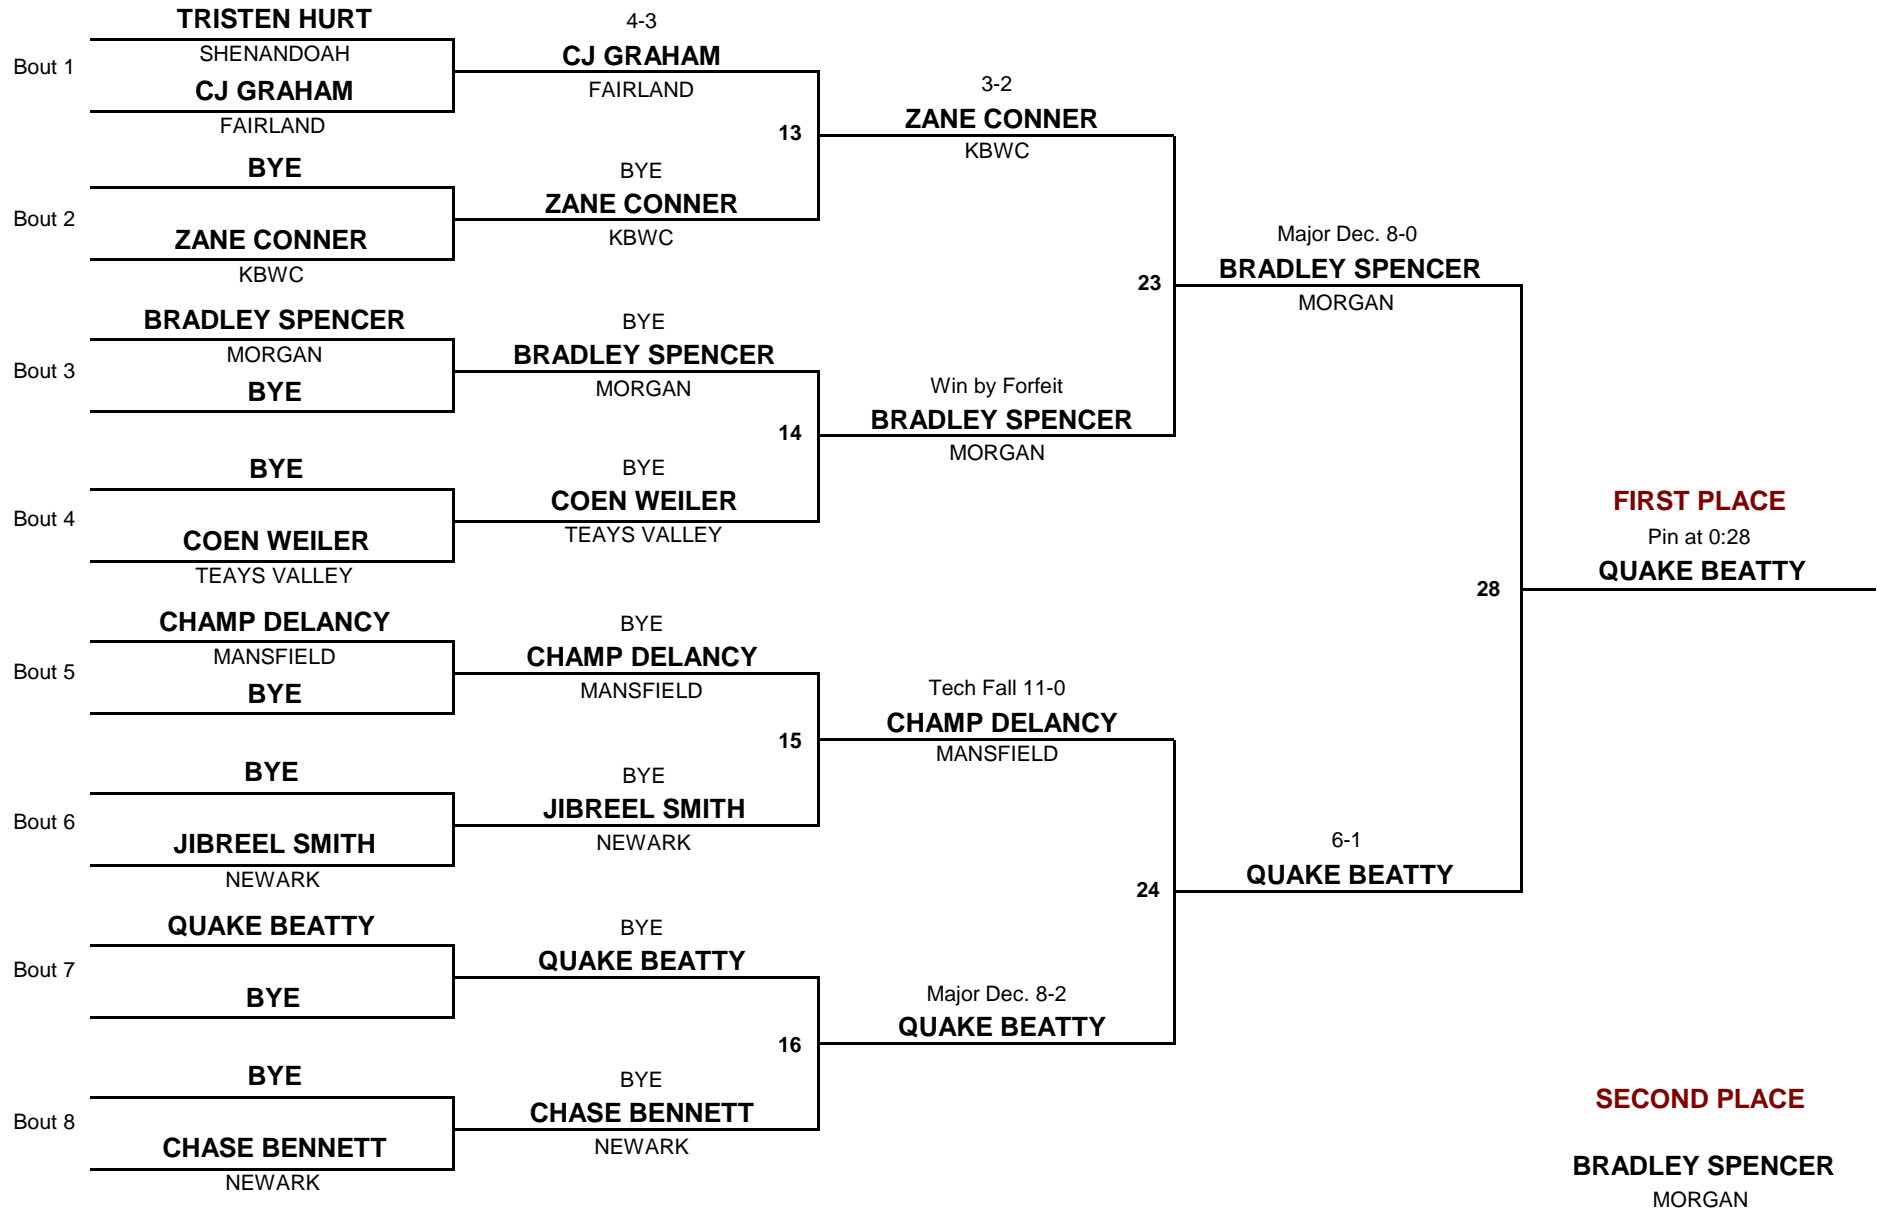 TRISTEN HURT
Bout 1
SHENANDOAH
CJ GRAHAM
FAIRLAND
BYE
Bout 2
ZANE CONNER
KBWC
BRADLEY SPENCER
Bout 3
MORGAN
BYE
BYE
Bout 4
COEN WEILER
TEAYS VALLEY
CHAMP DELANCY
Bout 5
MANSFIELD
BYE
BYE
Bout 6
JIBREEL SMITH
NEWARK
QUAKE BEATTY
Bout 7
BYE
BYE
Bout 8
CHASE BENNETT
NEWARK
4-3
CJ GRAHAM
FAIRLAND
13
BYE
ZANE CONNER
KBWC
BYE
BRADLEY SPENCER
MORGAN
14
BYE
COEN WEILER
TEAYS VALLEY
BYE
CHAMP DELANCY
MANSFIELD
15
BYE
JIBREEL SMITH
NEWARK
BYE
QUAKE BEATTY
16
BYE
CHASE BENNETT
NEWARK
3-2
ZANE CONNER
KBWC
23
Win by Forfeit
BRADLEY SPENCER
MORGAN
Tech Fall 11-0
CHAMP DELANCY
MANSFIELD
24
Major Dec. 8-2
QUAKE BEATTY
Major Dec. 8-0
BRADLEY SPENCER
MORGAN
28
6-1
QUAKE BEATTY
FIRST PLACE
Pin at 0:28
QUAKE BEATTY
SECOND PLACE
BRADLEY SPENCER
MORGAN